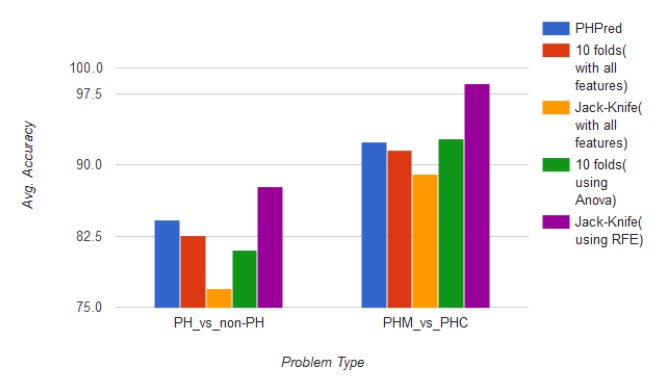 PHPred
10 folds(
with all
features)
Jack-Knife(
with all
features)
10 folds(
using
Anova)
Jack-Knife(
using RFE)
100.0
97.5
90.0
82.5
75.0
Avg. Accuracy
PH_vs_non-PH
PHM_vs_PHC
Problem Type